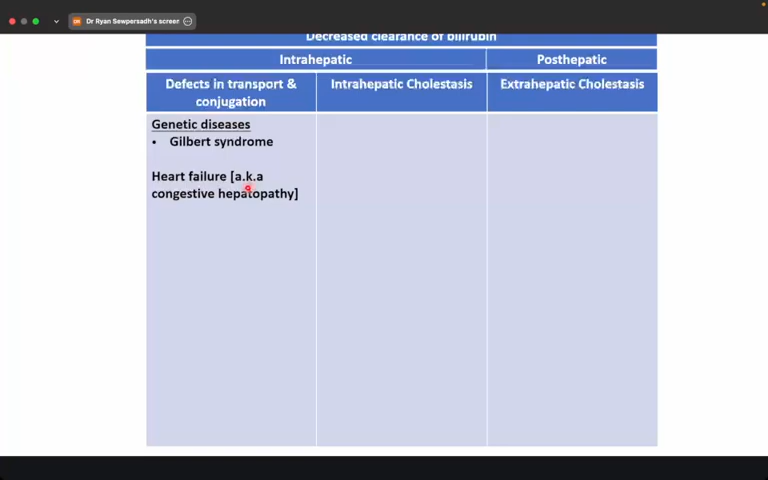 Dr Ryan Sewpersadh's screen
Decreased clearance of bilirubin
Intrahepatic
Posthepatic
Defects in transport &
conjugation
Intrahepatic Cholestasis
Extrahepatic Cholestasis
Genetic diseases
• Gilbert syndrome
Heart failure [a.k.a
congestive hepatopathy]